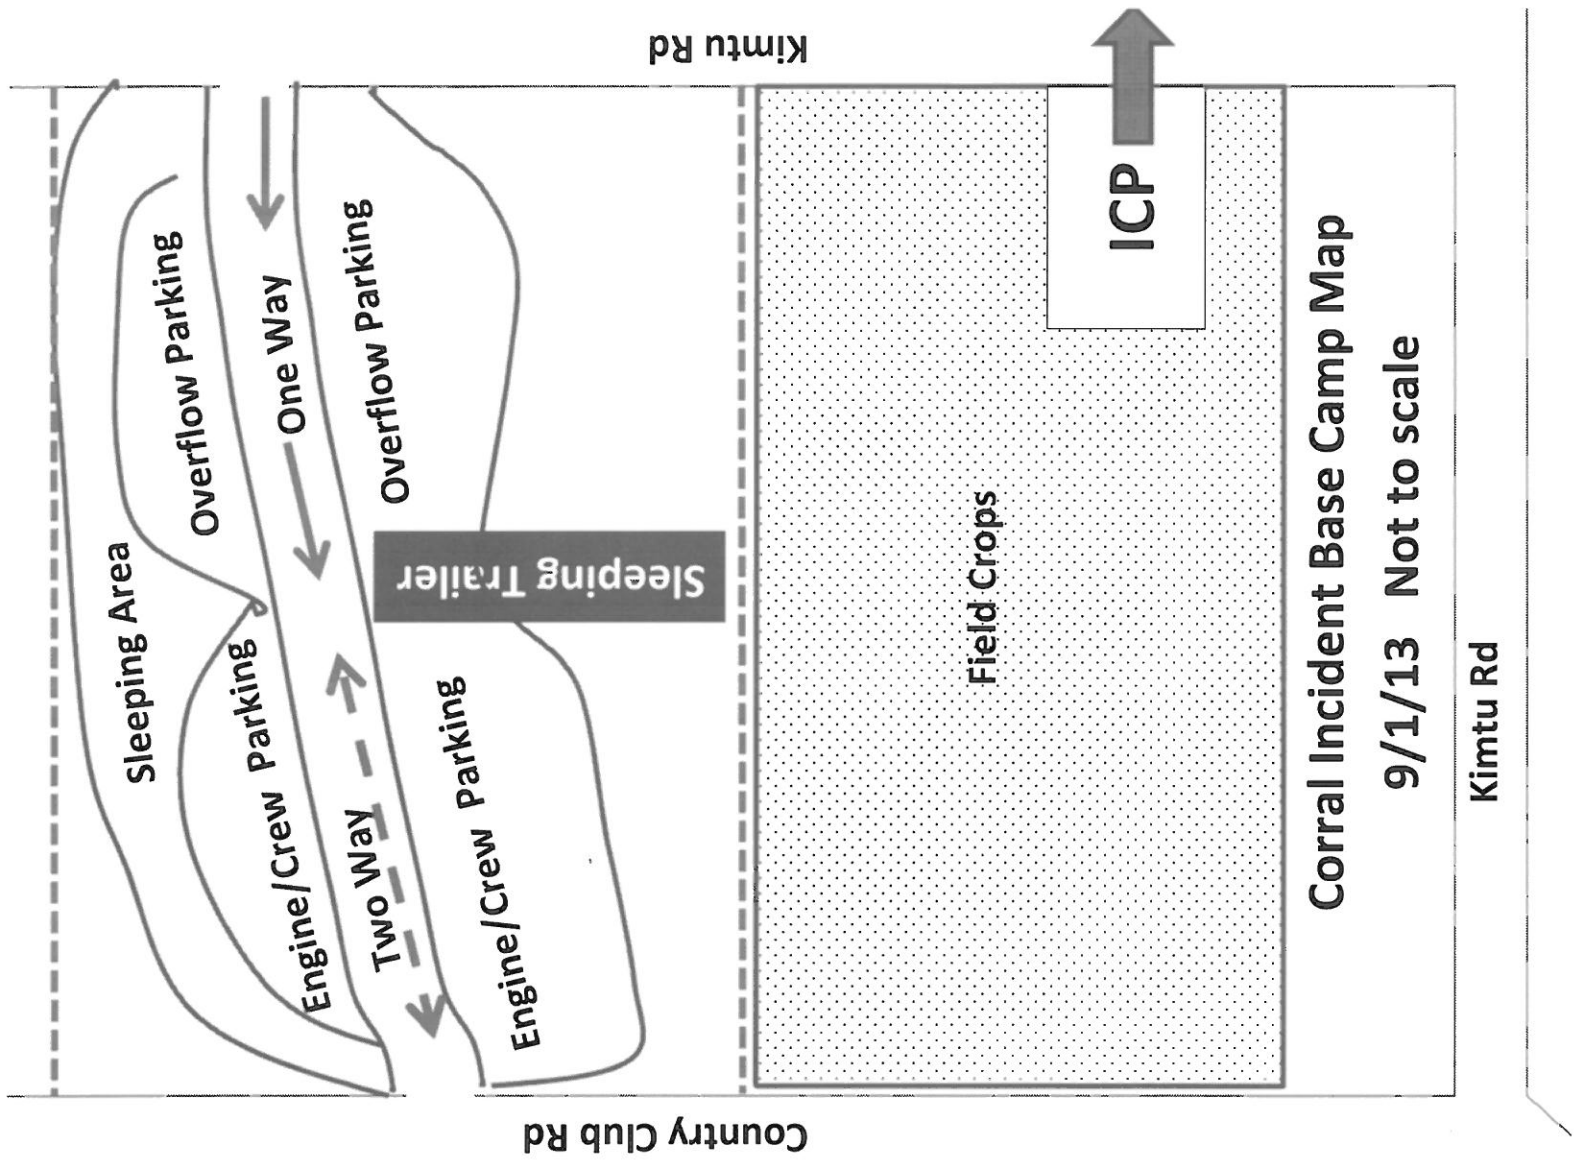 Kimtu Rd
Sleeping Area
Overflow Parking
One Way
Overflow Parking
Engine/Crew Parking
Two Way
Engine/Crew Parking
Sleeping Trailer
Field Crops
ICP
Corral Incident Base Camp Map
9/1/13 Not to scale
Kimtu Rd
Country Club Rd